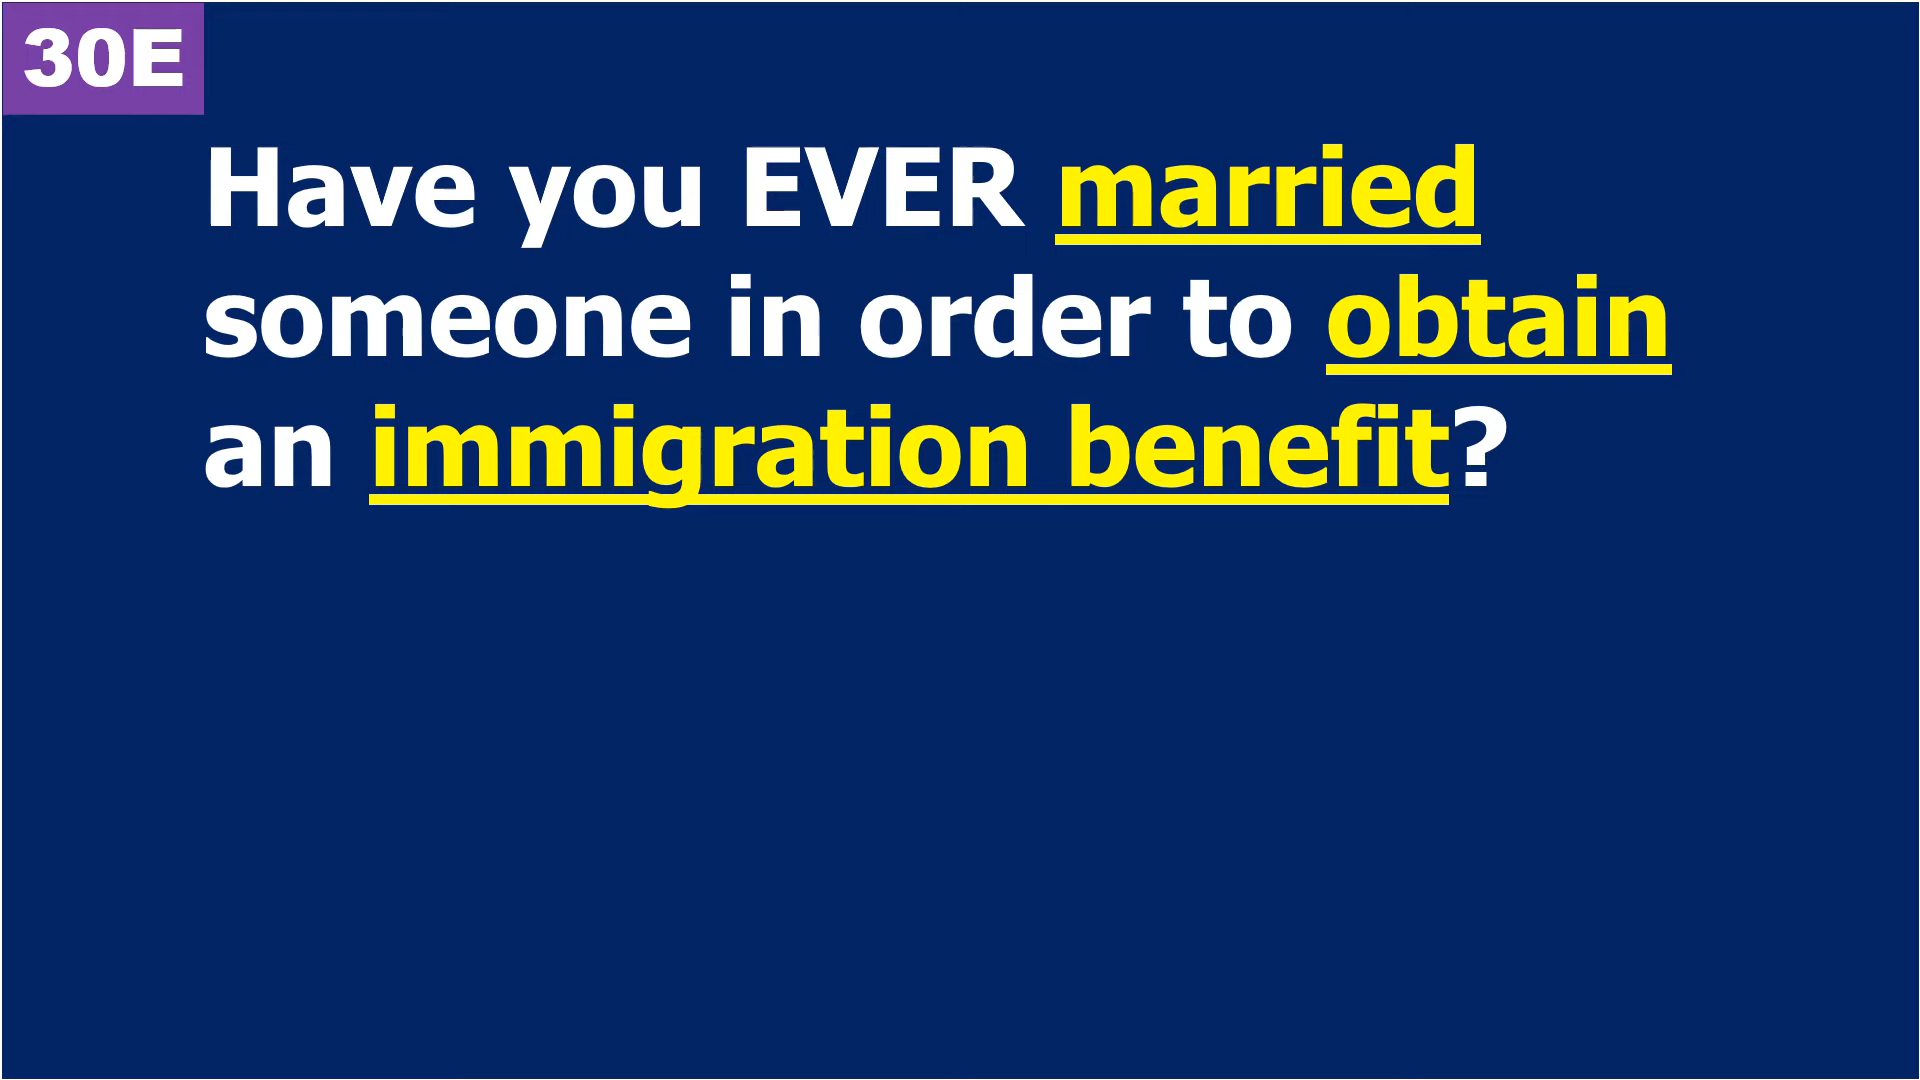 30E
Have you EVER married
someone in order to obtain
an immigration benefit?